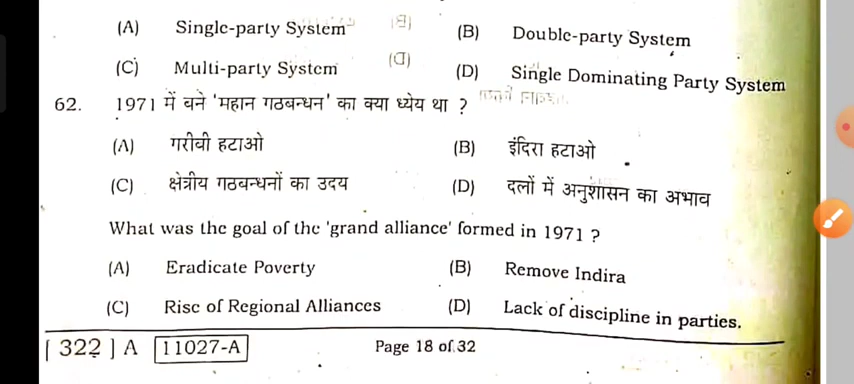 (A) Single-party System (B) Double-party System
(C) Multi-party System (D) Single Dominating Party System
62. 1971 में बने 'महान गठबन्धन' का क्या ध्येय था ?
(A) गरीबी हटाओ (B) इंदिरा हटाओ
(C) क्षेत्रीय गठबन्धनों का उदय (D) दलों में अनुशासन का अभाव
What was the goal of the 'grand alliance' formed in 1971 ?
(A) Eradicate Poverty (B) Remove Indira
(C) Rise of Regional Alliances (D) Lack of discipline in parties.
[ 322 ] A 11027-A Page 18 of 32